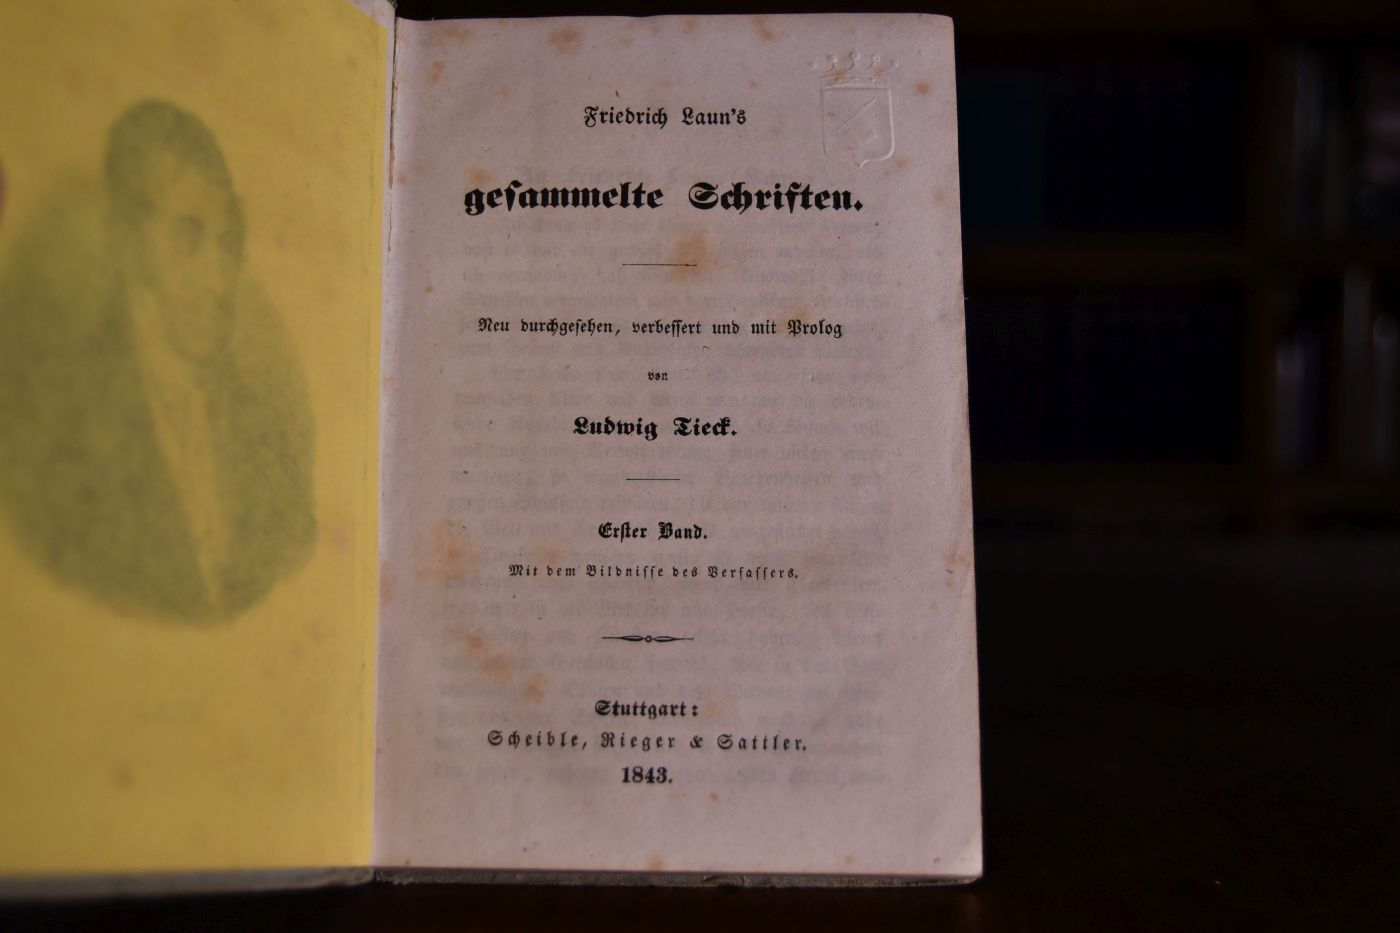 Friedrich Laun's
gesammelte Schriften.
Neu durchgesehen, verbessert und mit Prolog
von
Ludwig Tieck.
Erster Band.
Mit dem Bildnisse des Verfassers.
Stuttgart:
Scheible, Rieger & Sattler.
1843.